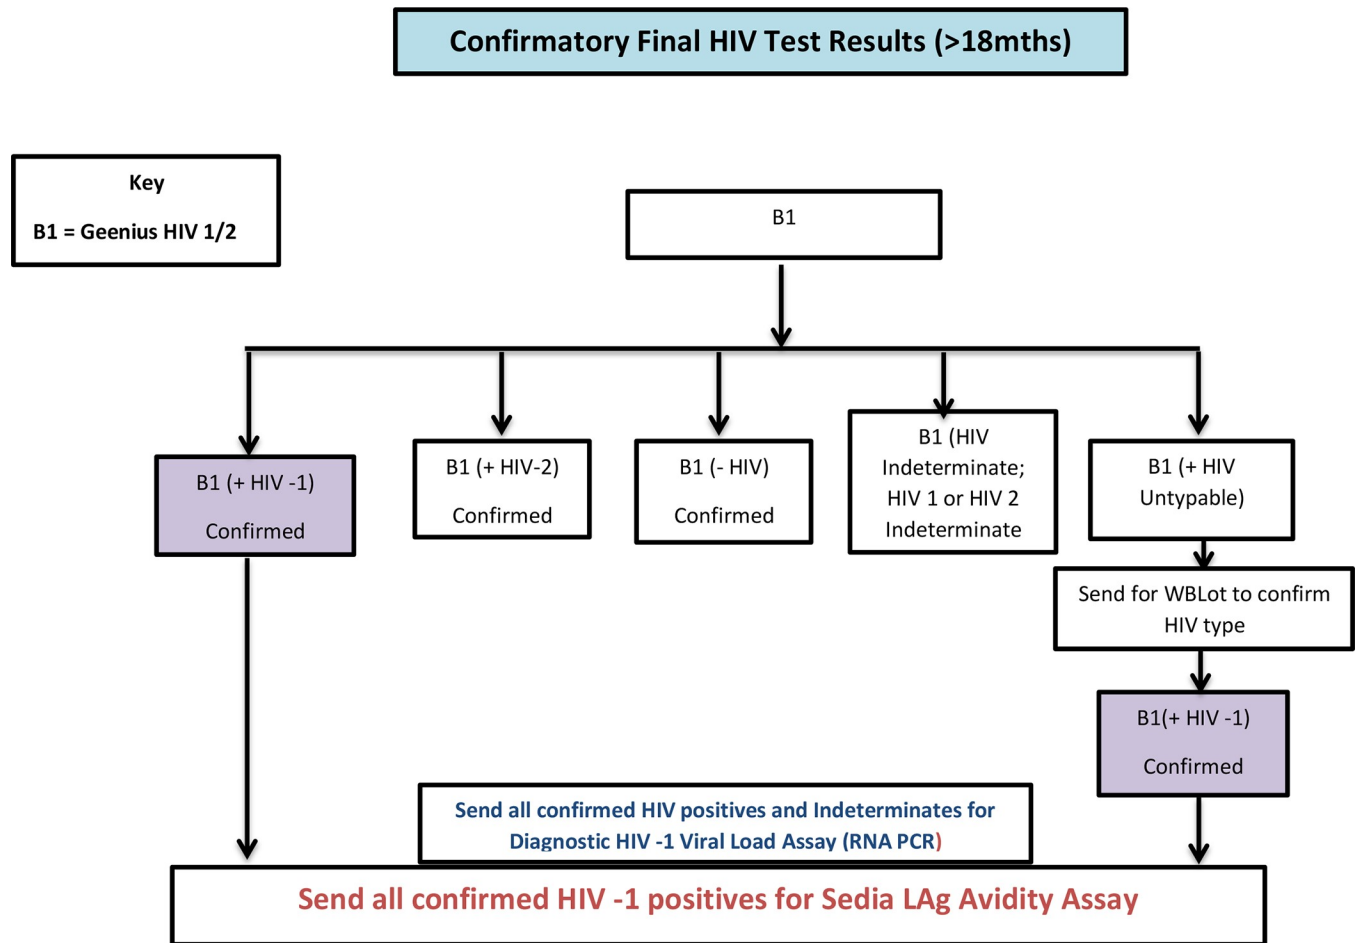 Confirmatory Final HIV Test Results (>18mths)
Key
B1 = Geenius HIV 1/2
B1
B1 (+ HIV -1)
Confirmed
B1 (+ HIV-2)
Confirmed
B1 (- HIV)
Confirmed
B1 (HIV
Indeterminate;
HIV 1 or HIV 2
Indeterminate
B1 (+ HIV
Untypable)
Send for WBLot to confirm
HIV type
B1(+ HIV -1)
Confirmed
Send all confirmed HIV positives and Indeterminates for
Diagnostic HIV -1 Viral Load Assay (RNA PCR)
Send all confirmed HIV -1 positives for Sedia LAg Avidity Assay